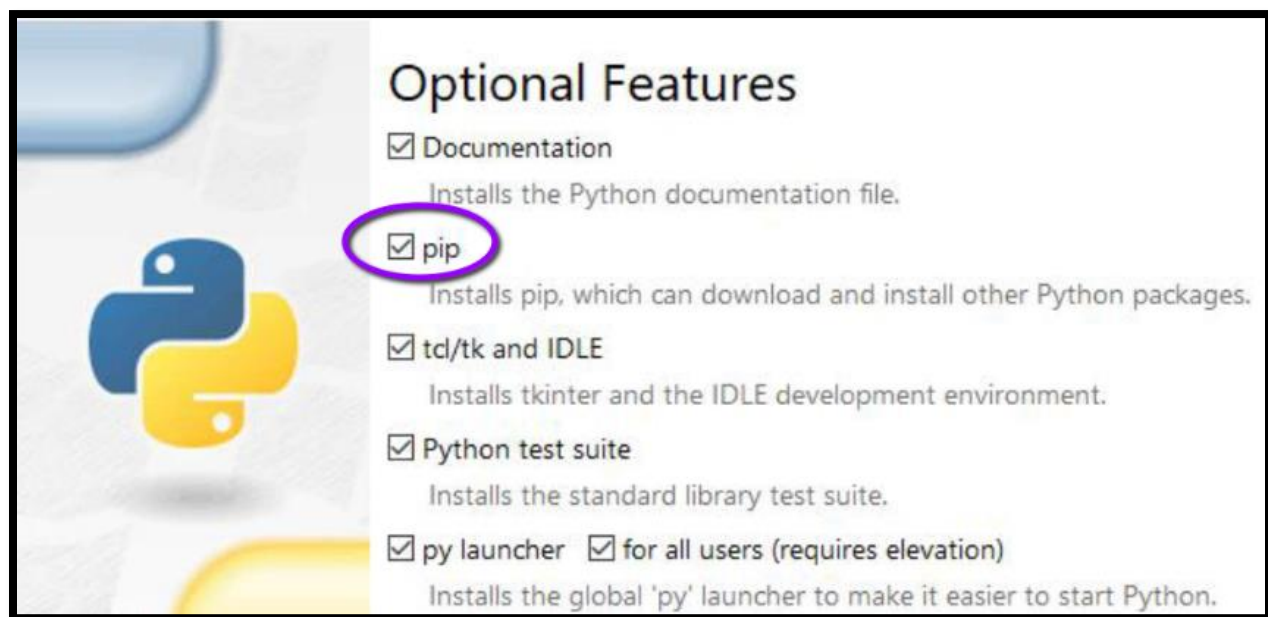 Optional Features
Documentation
Installs the Python documentation file.
pip
Installs pip, which can download and install other Python packages.
tcl/tk and IDLE
Installs tkinter and the IDLE development environment.
Python test suite
Installs the standard library test suite.
py launcher for all users (requires elevation)
Installs the global 'py' launcher to make it easier to start Python.